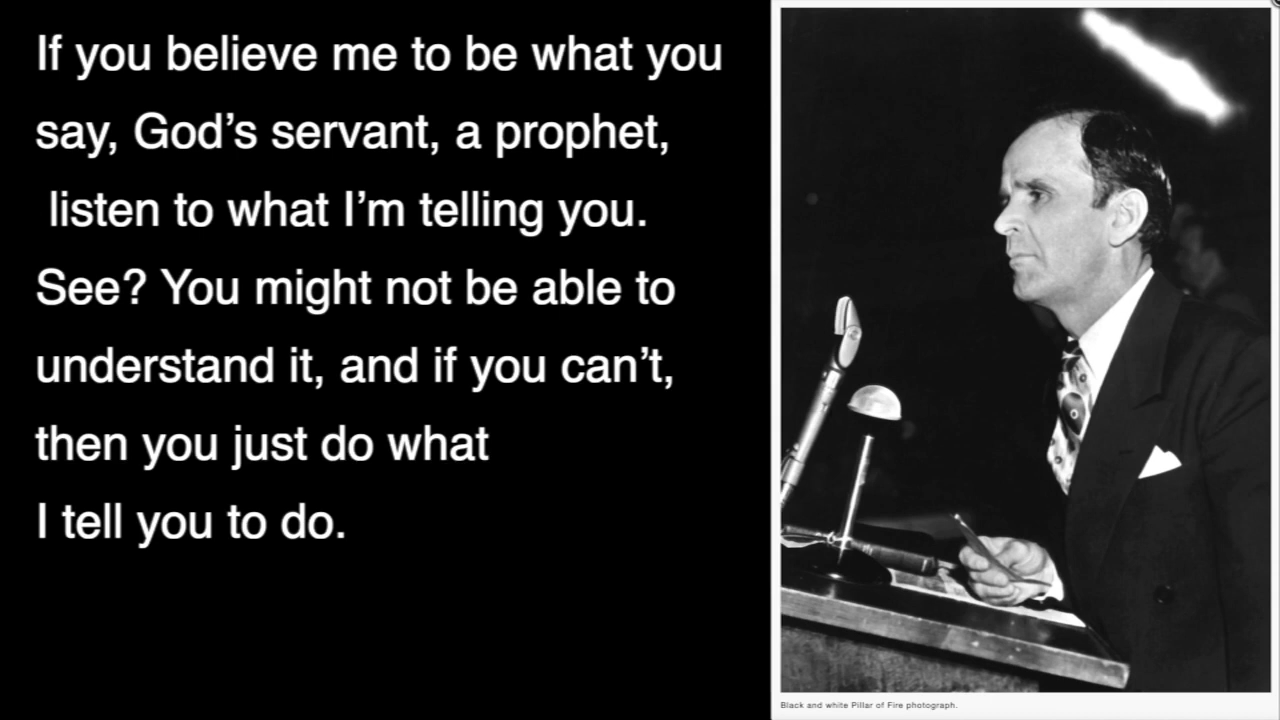 If you believe me to be what you
say, God’s servant, a prophet,
listen to what I’m telling you.
See? You might not be able to
understand it, and if you can’t,
then you just do what
I tell you to do.
Black and white Pillar of Fire photograph.